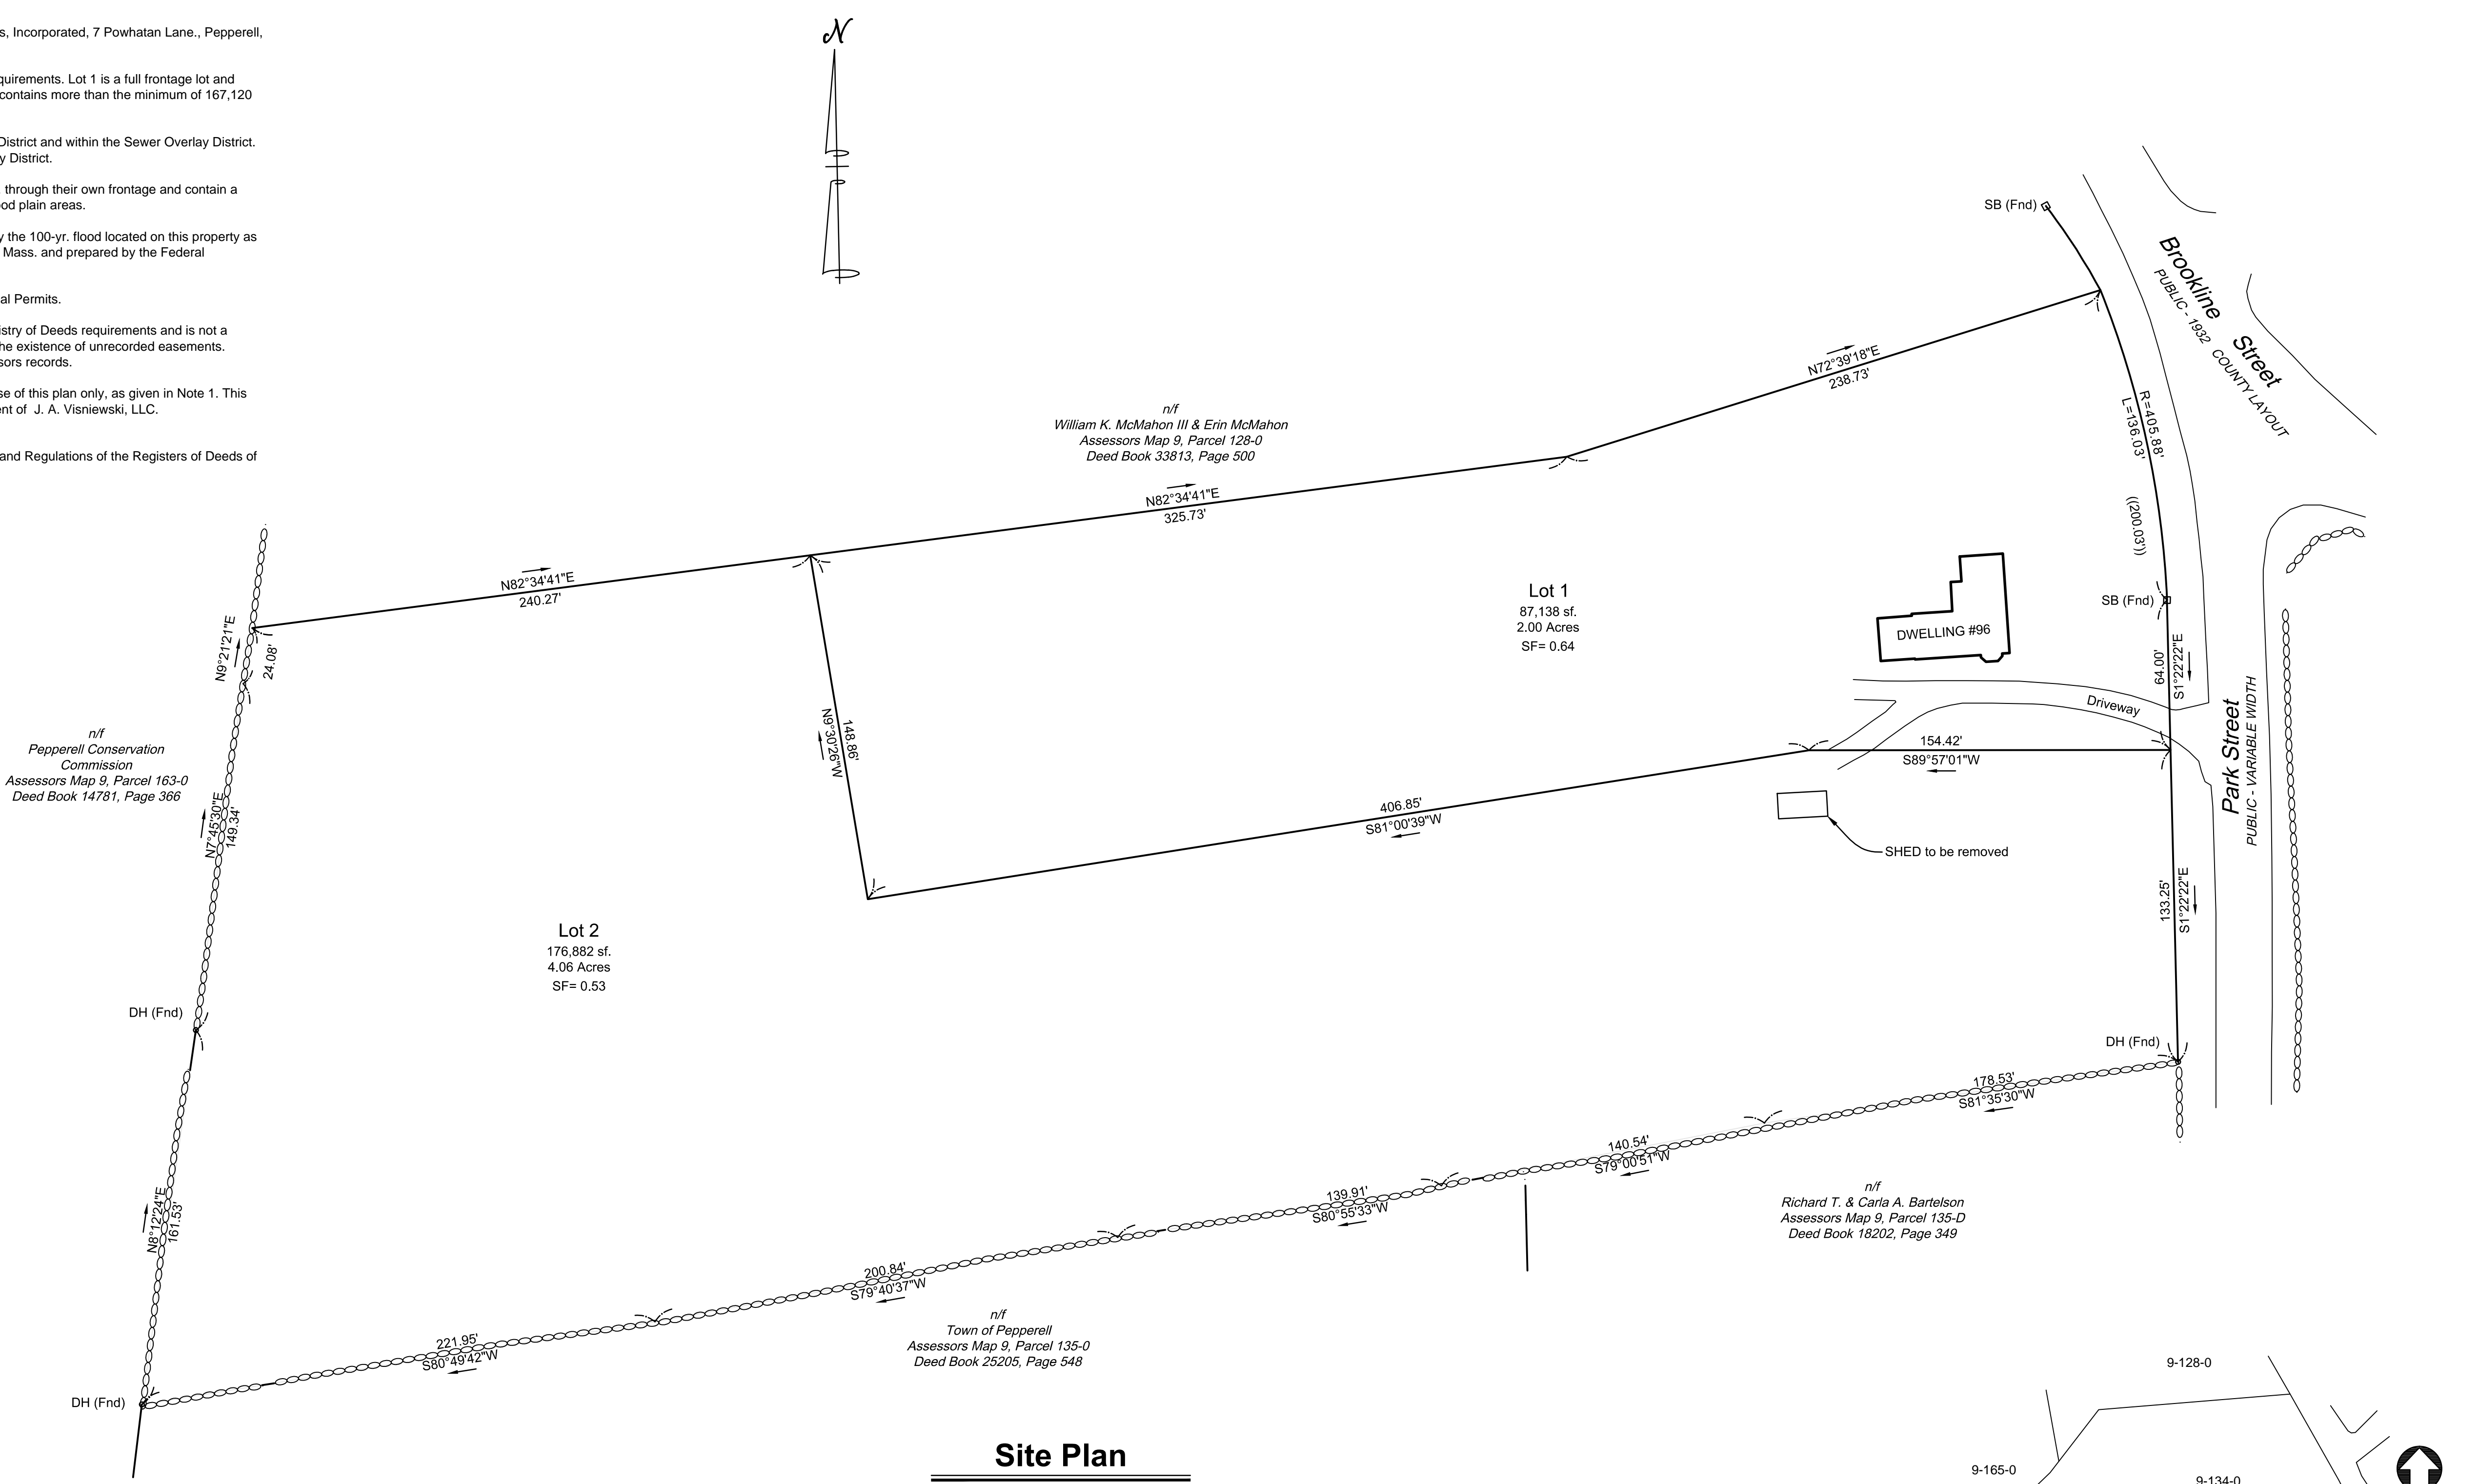 s, Incorporated, 7 Powhatan Lane., Pepperell,
quirements. Lot 1 is a full frontage lot and
contains more than the minimum of 167,120
District and within the Sewer Overlay District.
y District.
through their own frontage and contain a
ood plain areas.
y the 100-yr. flood located on this property as
Mass. and prepared by the Federal
al Permits.
istry of Deeds requirements and is not a
he existence of unrecorded easements.
sors records.
se of this plan only, as given in Note 1. This
ent of J. A. Visniewski, LLC.
and Regulations of the Registers of Deeds of
N
SB (Fnd)
Brookline Street
PUBLIC - 1932 COUNTY LAYOUT
N72°39'18"E
238.73'
R=405.88'
L=136.03'
((200.03'))
n/f
William K. McMahon III & Erin McMahon
Assessors Map 9, Parcel 128-0
Deed Book 33813, Page 500
N82°34'41"E
325.73'
N82°34'41"E
240.27'
Lot 1
87,138 sf.
2.00 Acres
SF= 0.64
DWELLING #96
SB (Fnd)
64.00'
S1°22'22"E
N9°21'21"E
24.08'
N9°30'26"W
148.86'
Driveway
154.42'
S89°57'01"W
Park Street
PUBLIC - VARIABLE WIDTH
n/f
Pepperell Conservation
Commission
Assessors Map 9, Parcel 163-0
Deed Book 14781, Page 366
N7°45'30"E
149.34'
406.85'
S81°00'39"W
SHED to be removed
133.25'
S1°22'22"E
Lot 2
176,882 sf.
4.06 Acres
SF= 0.53
DH (Fnd)
DH (Fnd)
178.53'
S81°35'30"W
140.54'
S79°00'51"W
139.91'
S80°55'33"W
n/f
Richard T. & Carla A. Bartelson
Assessors Map 9, Parcel 135-D
Deed Book 18202, Page 349
N8°12'24"E
161.53'
200.84'
S79°40'37"W
n/f
Town of Pepperell
Assessors Map 9, Parcel 135-0
Deed Book 25205, Page 548
221.95'
S80°49'42"W
DH (Fnd)
Site Plan
9-128-0
9-165-0
9-134-0